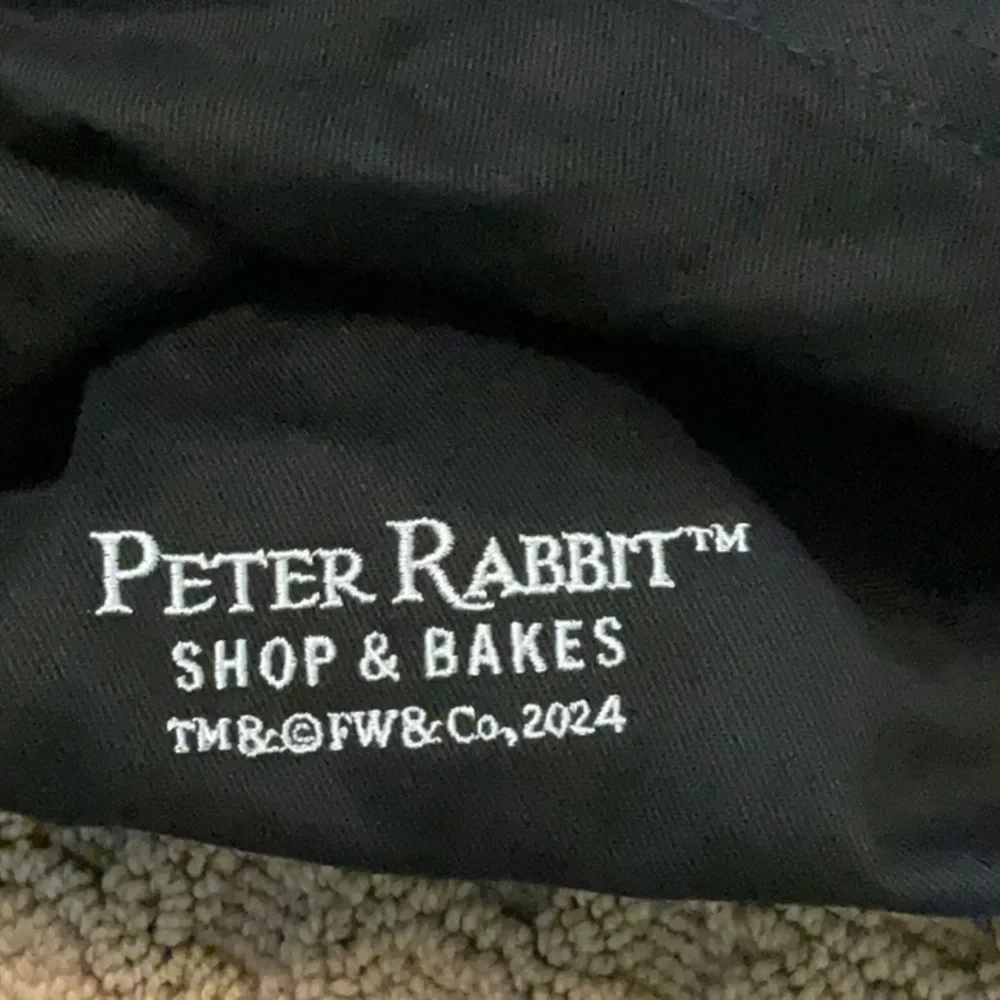 PETER RABBIT™
SHOP & BAKES
TM & © FW & Co., 2024